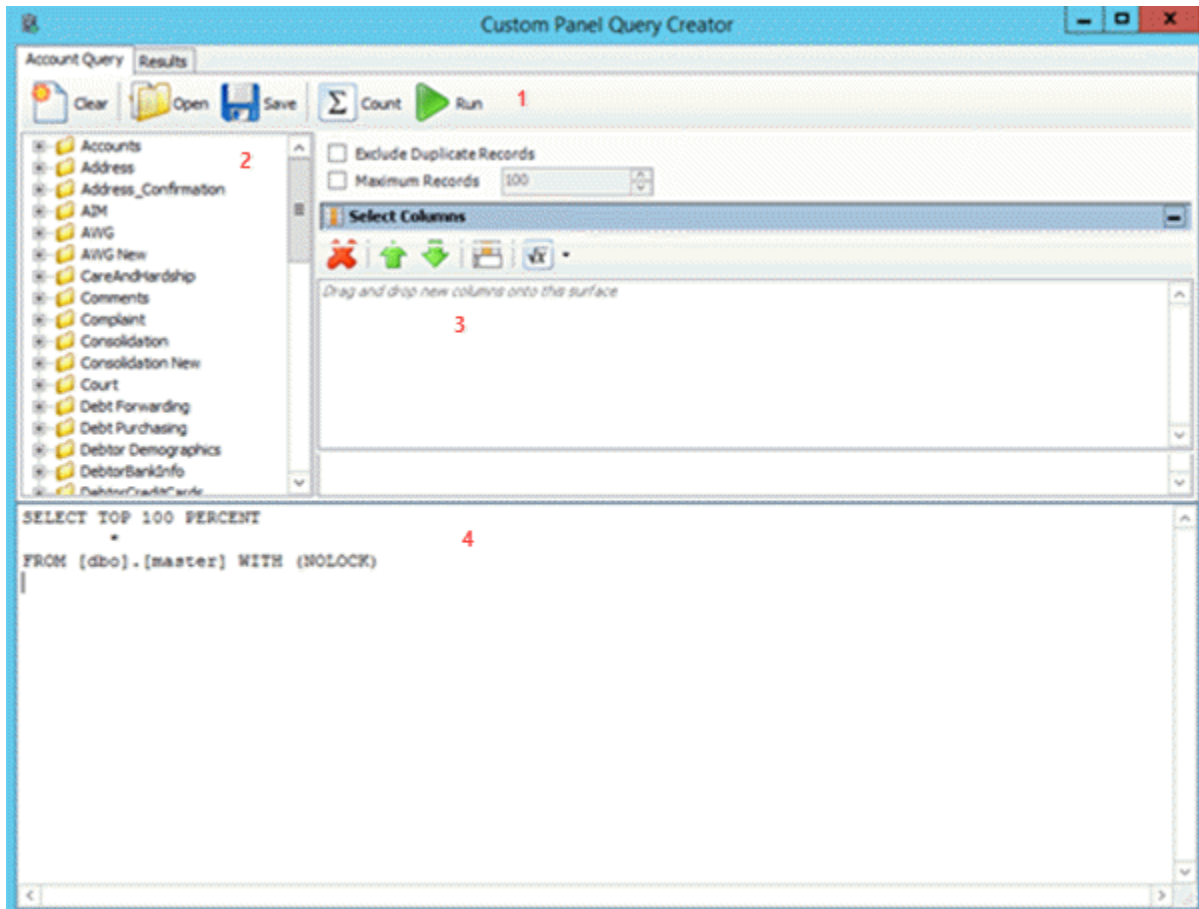 Custom Panel Query Creator
Account Query Results
Clear Open Save Σ Count Run 1
Accounts
Address
Address_Confirmation
AIM
AWG
AWG New
CareAndHardship
Comments
Complaint
Consolidation
Consolidation New
Court
Debt Forwarding
Debt Purchasing
Debtor Demographics
DebtorBankInfo
DebtorCreditCards
2
Exclude Duplicate Records
Maximum Records 100
Select Columns
√x
Drag and drop new columns onto this surface
3
SELECT TOP 100 PERCENT
*
FROM [dbo].[master] WITH (NOLOCK)
4